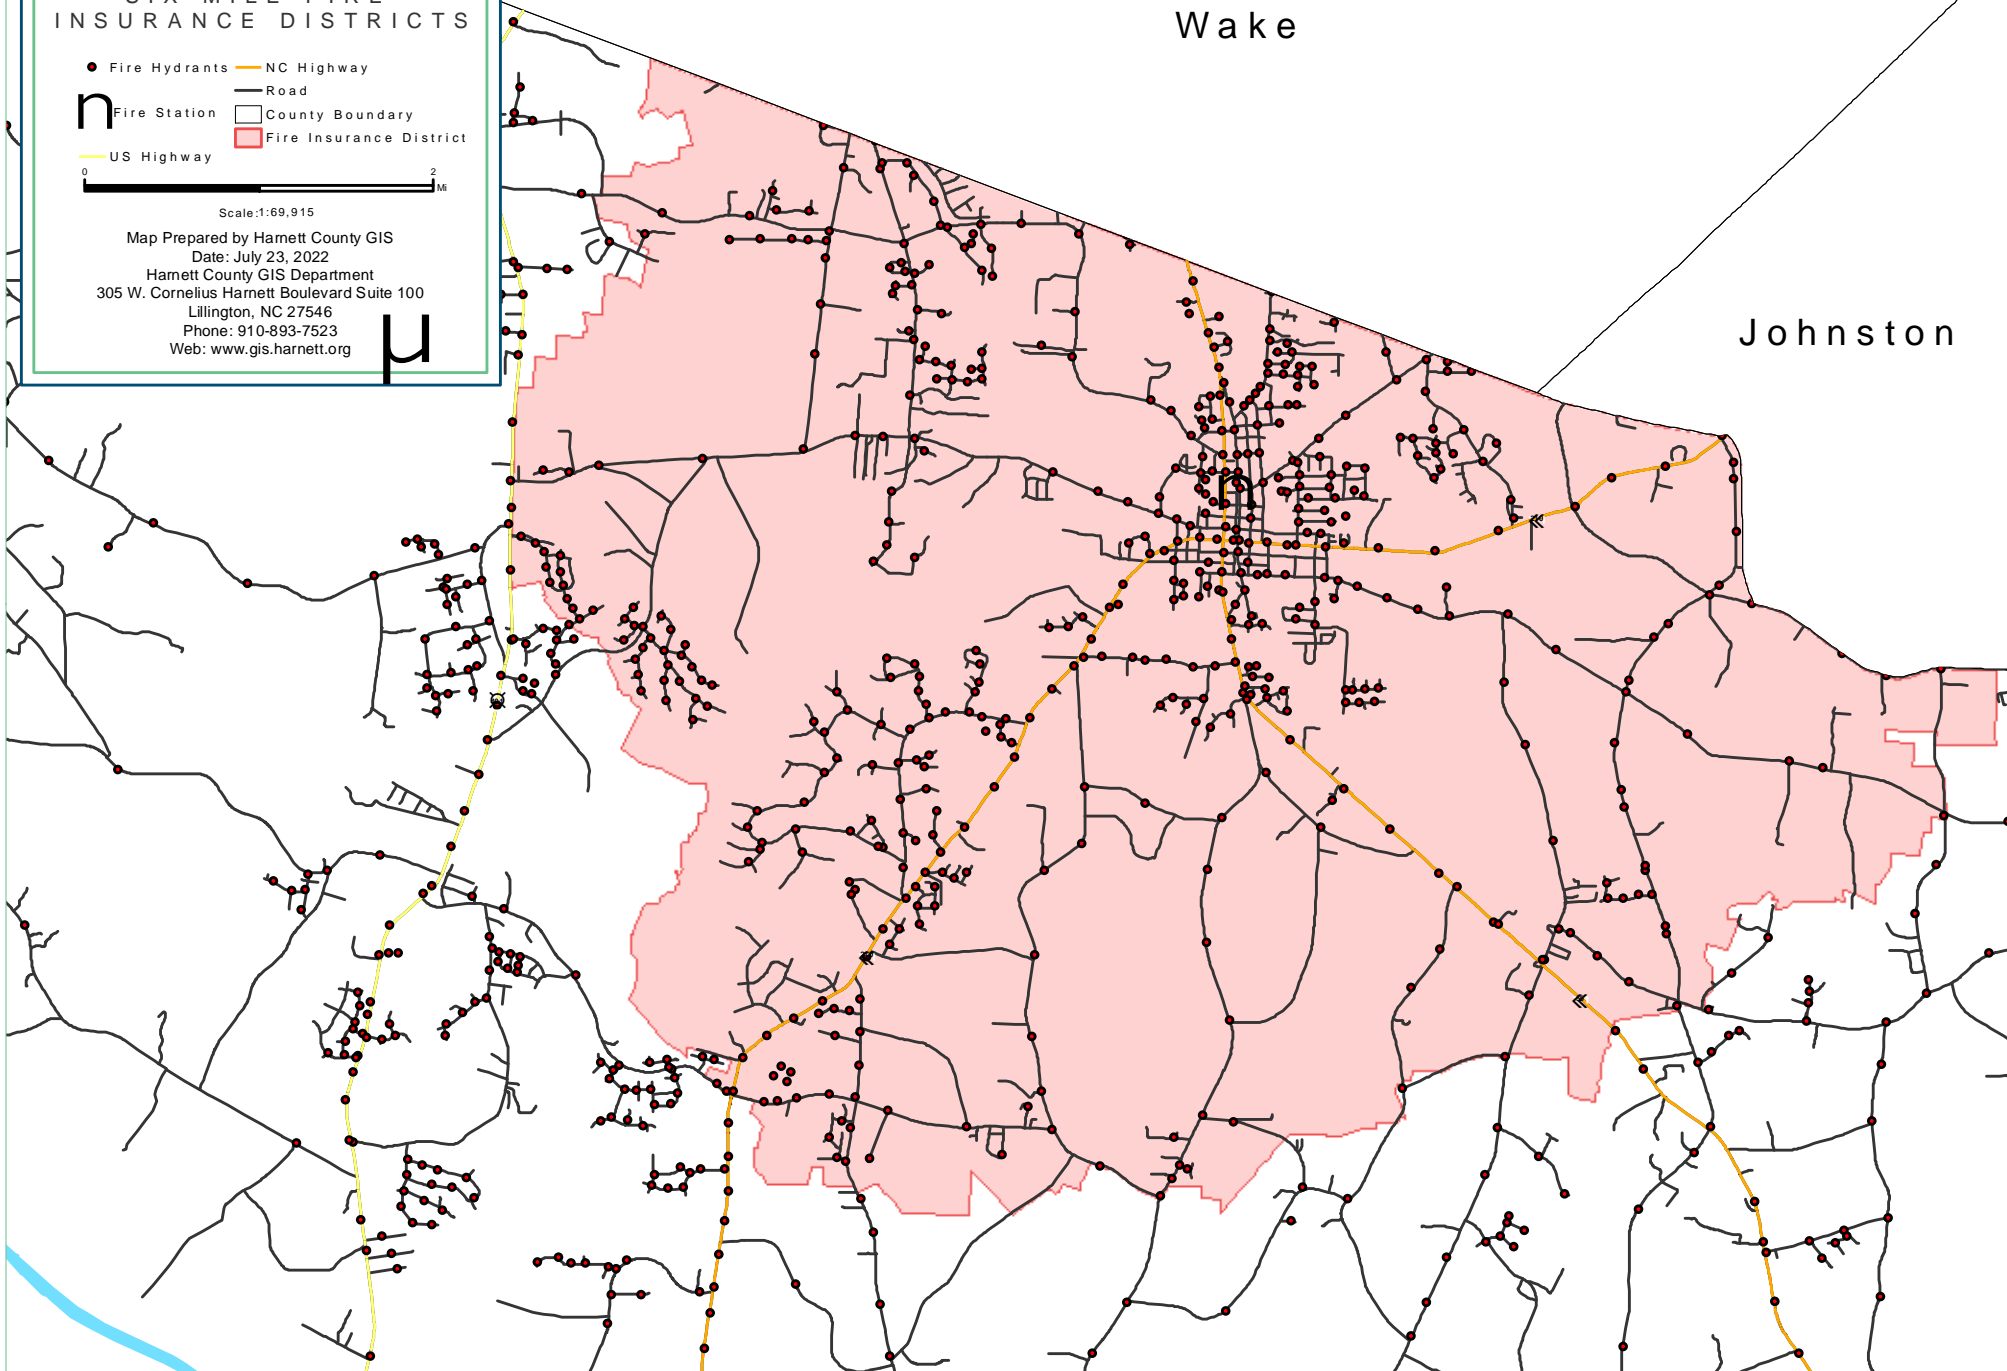 SIX MILE FIRE
INSURANCE DISTRICTS
Fire Hydrants
NC Highway
Road
n Fire Station
County Boundary
Fire Insurance District
US Highway
0 2
Mi
Scale:1:69,915
Map Prepared by Harnett County GIS
Date: July 23, 2022
Harnett County GIS Department
305 W. Cornelius Harnett Boulevard Suite 100
Lillington, NC 27546
Phone: 910-893-7523
Web: www.gis.harnett.org
µ
Wake
Johnston
n